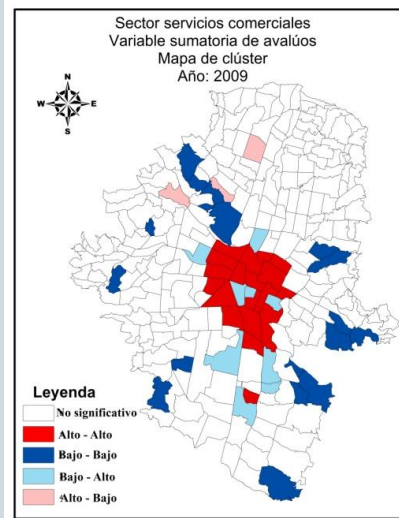 Sector servicios comerciales
Variable sumatoria de avalúos
Mapa de clúster
Año: 2009
N
W E
S
Leyenda
No significativo
Alto - Alto
Bajo - Bajo
Bajo - Alto
Alto - Bajo